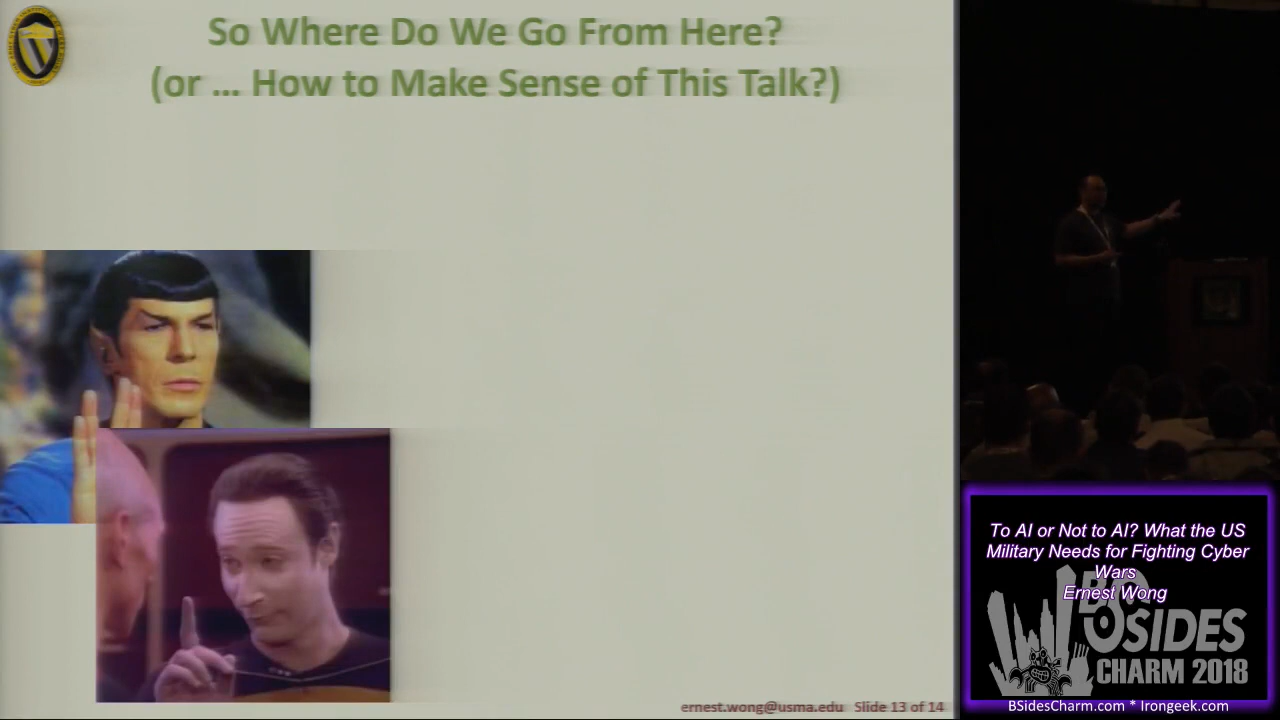 So Where Do We Go From Here?
(or ... How to Make Sense of This Talk?)
ernest.wong@usma.edu Slide 13 of 14
To AI or Not to AI? What the US
Military Needs for Fighting Cyber
Wars
Ernest Wong
BSIDES
CHARM 2018
BSidesCharm.com * Irongeek.com